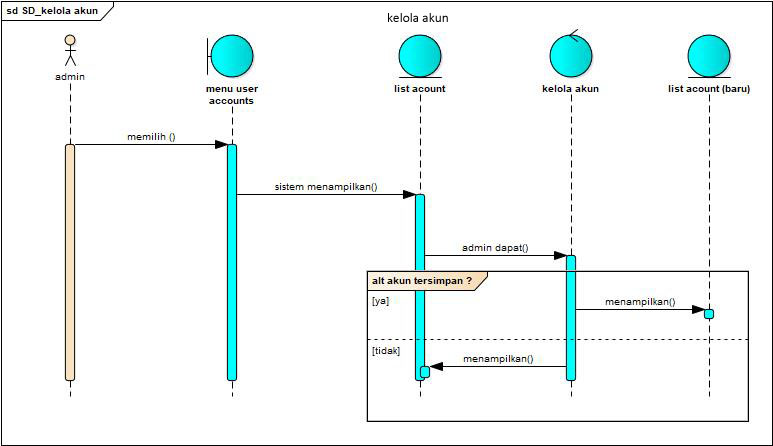 sd SD_kelola akun
kelola akun
admin
menu user
accounts
list acount
kelola akun
list acount (baru)
memilih ()
sistem menampilkan()
admin dapat()
alt akun tersimpan ?
[ya]
menampilkan()
[tidak]
menampilkan()